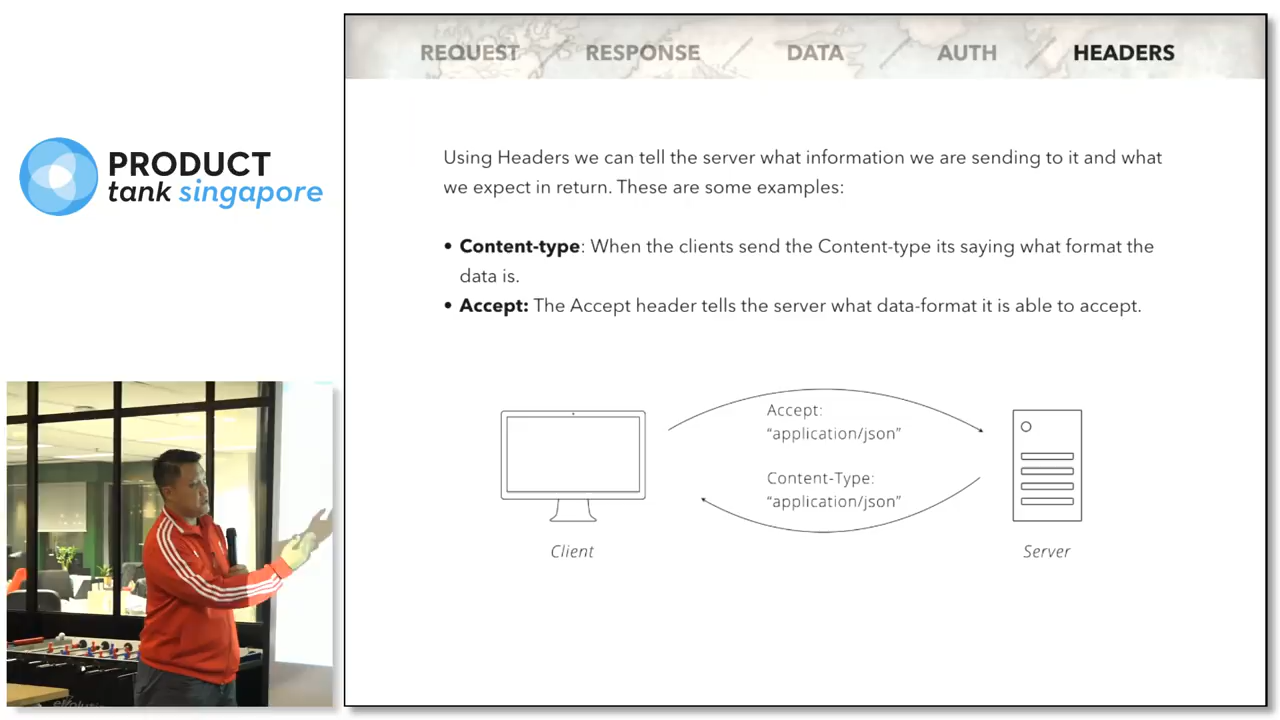 REQUEST / RESPONSE / DATA / AUTH / HEADERS
PRODUCT
tank singapore
Using Headers we can tell the server what information we are sending to it and what
we expect in return. These are some examples:
• Content-type: When the clients send the Content-type its saying what format the
data is.
• Accept: The Accept header tells the server what data-format it is able to accept.
Accept:
“application/json”
Content-Type:
“application/json”
Client
Server